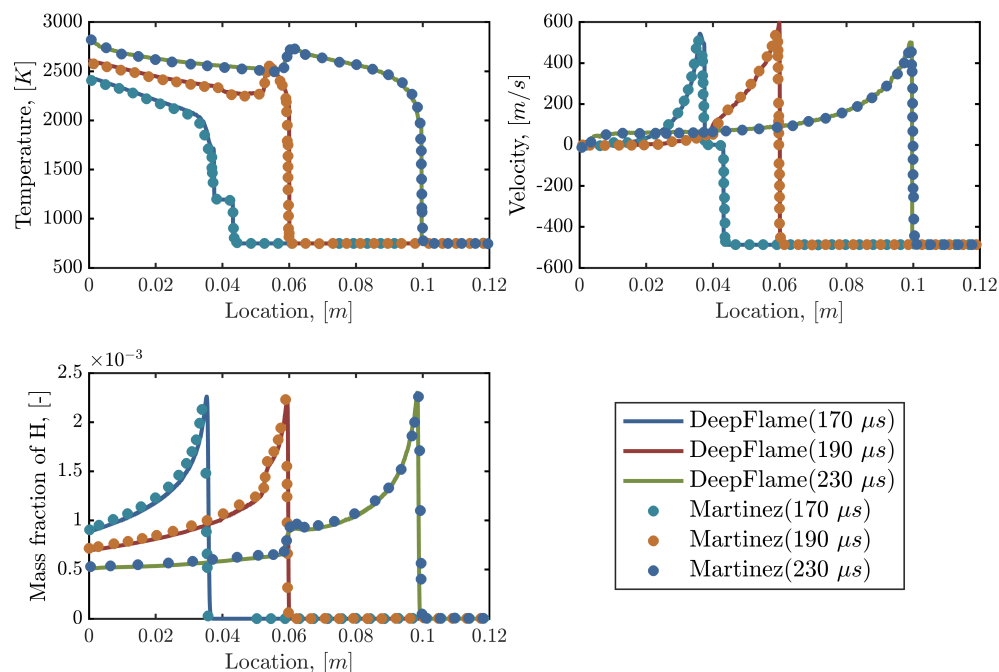 3000
2500
2000
1500
1000
500
Temperature, [K]
0 0.02 0.04 0.06 0.08 0.1 0.12
Location, [m]
600
400
200
0
-200
-400
-600
Velocity, [m/s]
0 0.02 0.04 0.06 0.08 0.1 0.12
Location, [m]
×10⁻³
2.5
2
1.5
1
0.5
0
Mass fraction of H, [-]
0 0.02 0.04 0.06 0.08 0.1 0.12
Location, [m]
DeepFlame(170 μs)
DeepFlame(190 μs)
DeepFlame(230 μs)
Martinez(170 μs)
Martinez(190 μs)
Martinez(230 μs)